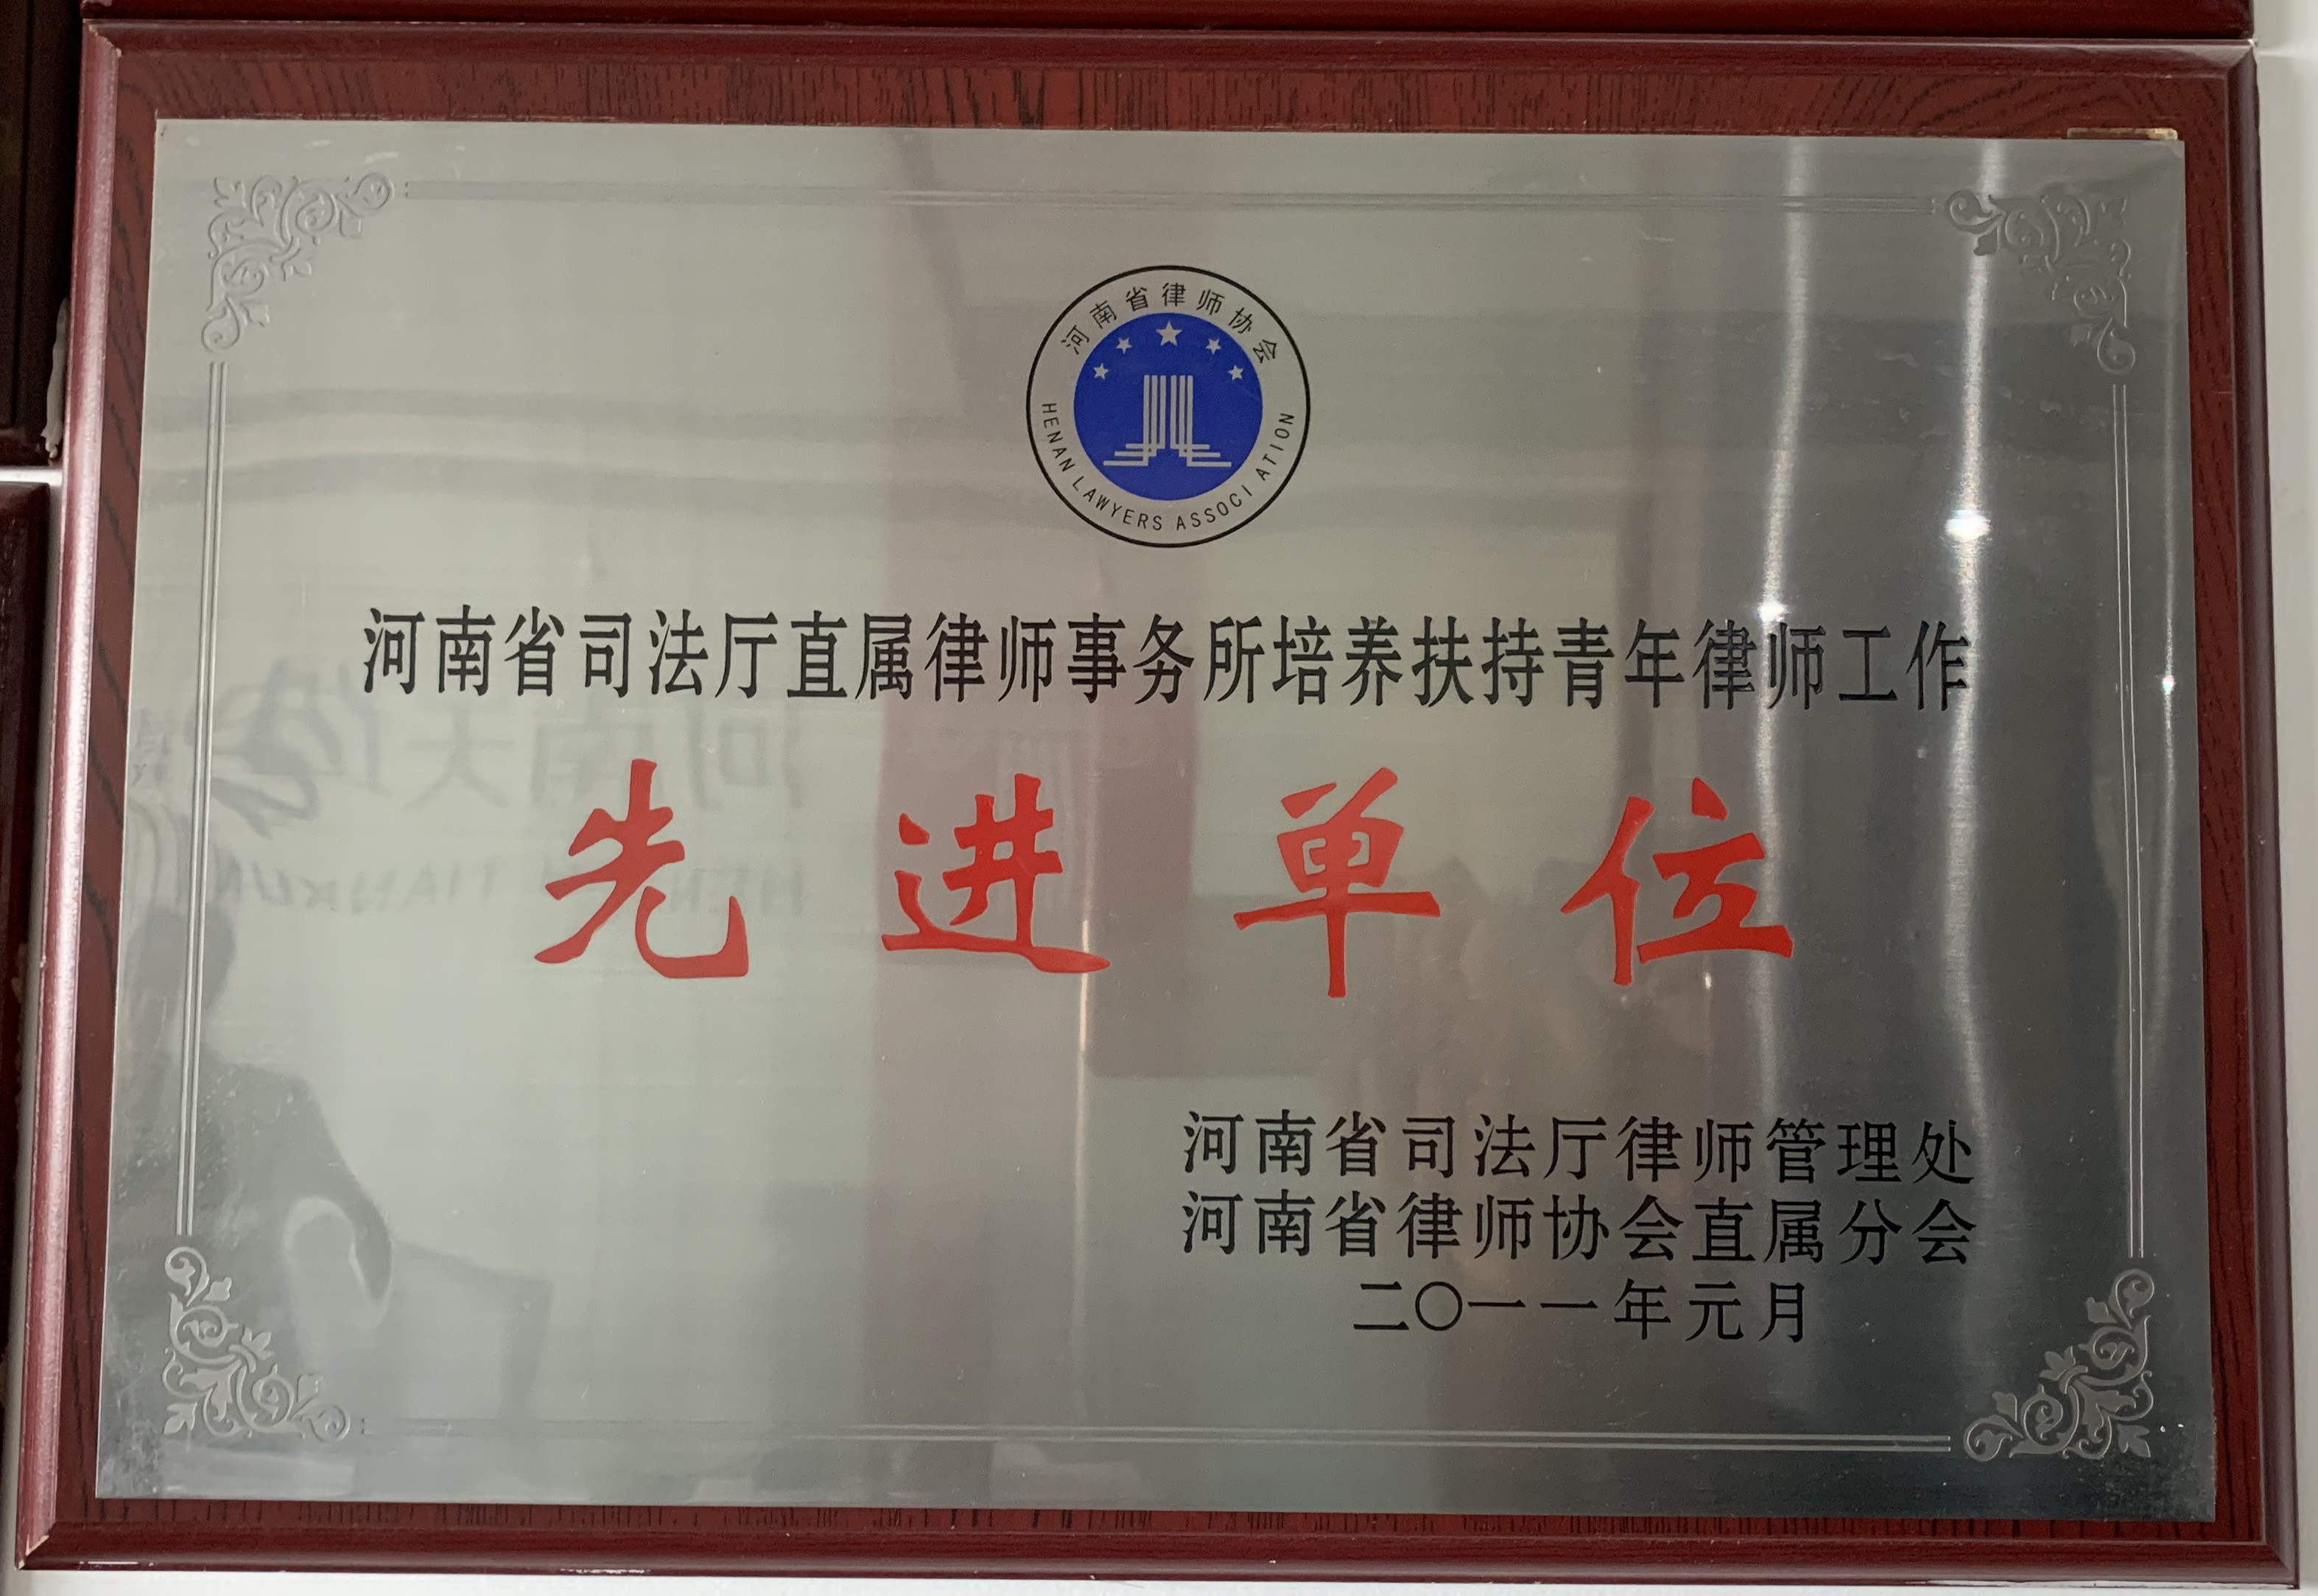 河南省律师协会
HENAN LAWYERS ASSOCIATION
河南省司法厅直属律师事务所培养扶持青年律师工作
先进单位
河南省司法厅律师管理处
河南省律师协会直属分会
二〇一一年元月